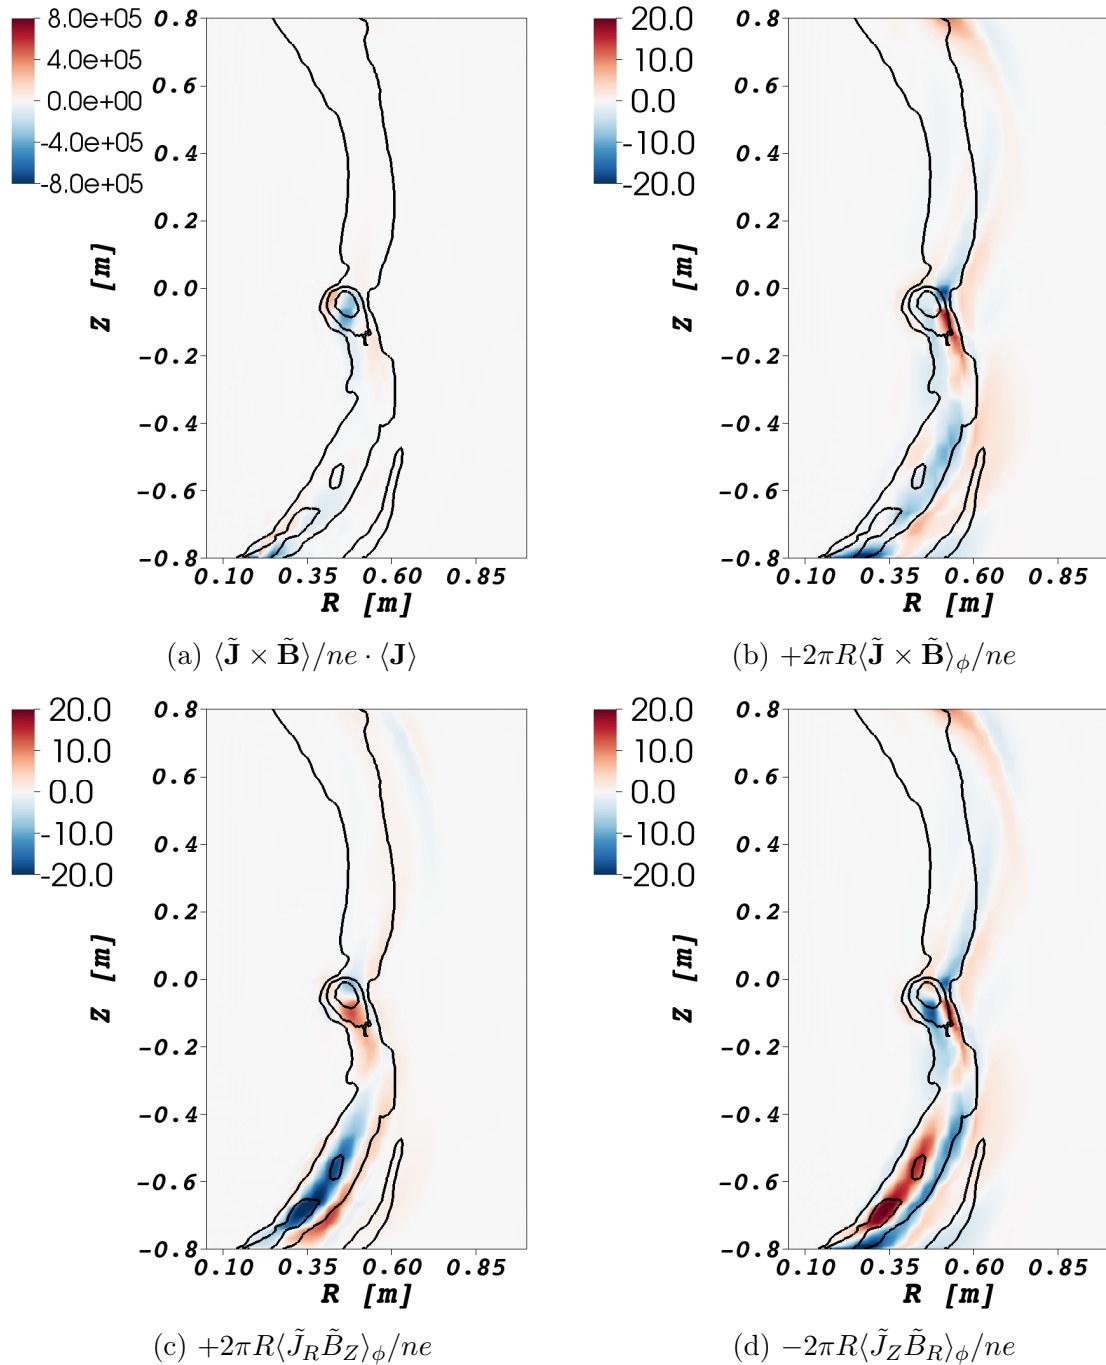 8.0e+05
4.0e+05
0.0e+00
-4.0e+05
-8.0e+05
0.8
0.6
0.4
0.2
0.0
-0.2
-0.4
-0.6
-0.8
Z [m]
0.10 0.35 0.60 0.85
R [m]
(a) ⟨J̃ × B̃⟩/ne · ⟨J⟩
20.0
10.0
0.0
-10.0
-20.0
0.8
0.6
0.4
0.2
0.0
-0.2
-0.4
-0.6
-0.8
Z [m]
0.10 0.35 0.60 0.85
R [m]
(b) +2πR⟨J̃ × B̃⟩_ϕ/ne
20.0
10.0
0.0
-10.0
-20.0
0.8
0.6
0.4
0.2
0.0
-0.2
-0.4
-0.6
-0.8
Z [m]
0.10 0.35 0.60 0.85
R [m]
(c) +2πR⟨J̃_R B̃_Z⟩_ϕ/ne
20.0
10.0
0.0
-10.0
-20.0
0.8
0.6
0.4
0.2
0.0
-0.2
-0.4
-0.6
-0.8
Z [m]
0.10 0.35 0.60 0.85
R [m]
(d) −2πR⟨J̃_Z B̃_R⟩_ϕ/ne